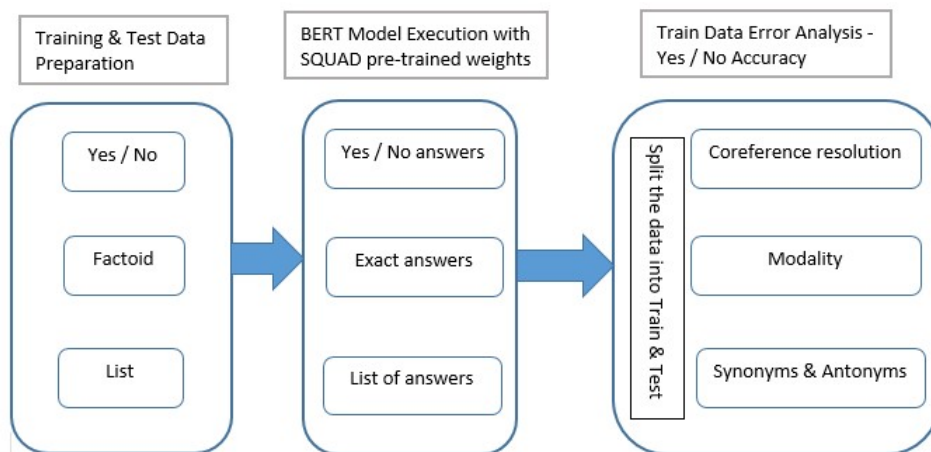 Training & Test Data
Preparation
BERT Model Execution with
SQUAD pre-trained weights
Train Data Error Analysis -
Yes / No Accuracy
Yes / No
Factoid
List
Yes / No answers
Exact answers
List of answers
Split the data into Train & Test
Coreference resolution
Modality
Synonyms & Antonyms